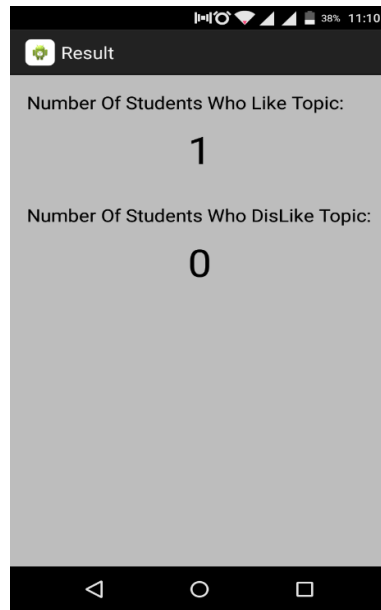 38% 11:10
Result
Number Of Students Who Like Topic:
1
Number Of Students Who DisLike Topic:
0